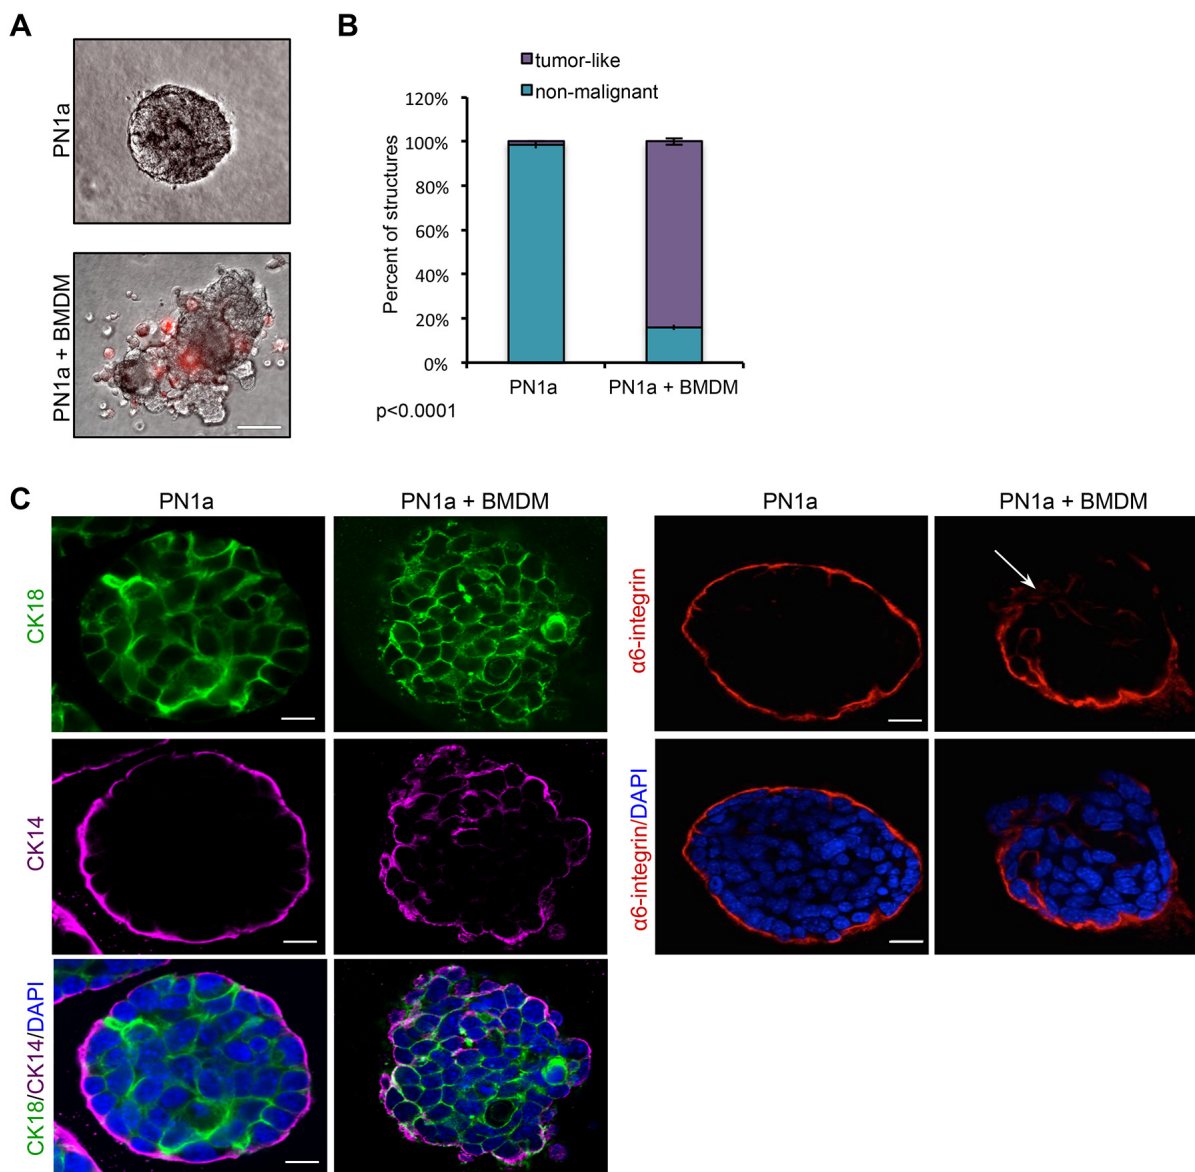 A
PN1a
PN1a + BMDM
B
tumor-like
non-malignant
120%
100%
80%
60%
40%
20%
0%
Percent of structures
PN1a
PN1a + BMDM
p<0.0001
C
PN1a
PN1a + BMDM
CK18
CK14
CK18/CK14/DAPI
PN1a
PN1a + BMDM
α6-integrin
α6-integrin/DAPI